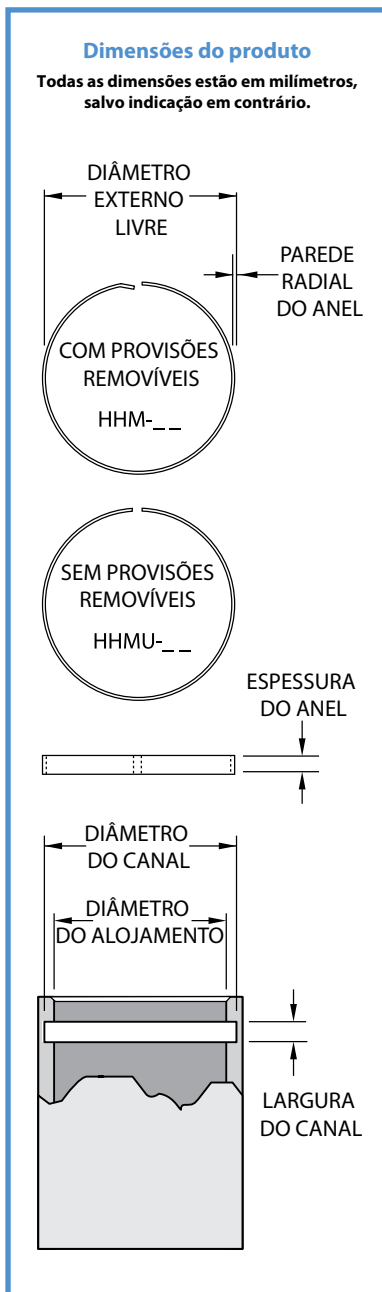 Dimensões do produto
Todas as dimensões estão em milímetros,
salvo indicação em contrário.
DIÂMETRO
EXTERNO
LIVRE
PAREDE
RADIAL
DO ANEL
COM PROVISÕES
REMOVÍVEIS
HHM-_ _
SEM PROVISÕES
REMOVÍVEIS
HHMU-_ _
ESPESSURA
DO ANEL
DIÂMETRO
DO CANAL
DIÂMETRO
DO ALOJAMENTO
LARGURA
DO CANAL